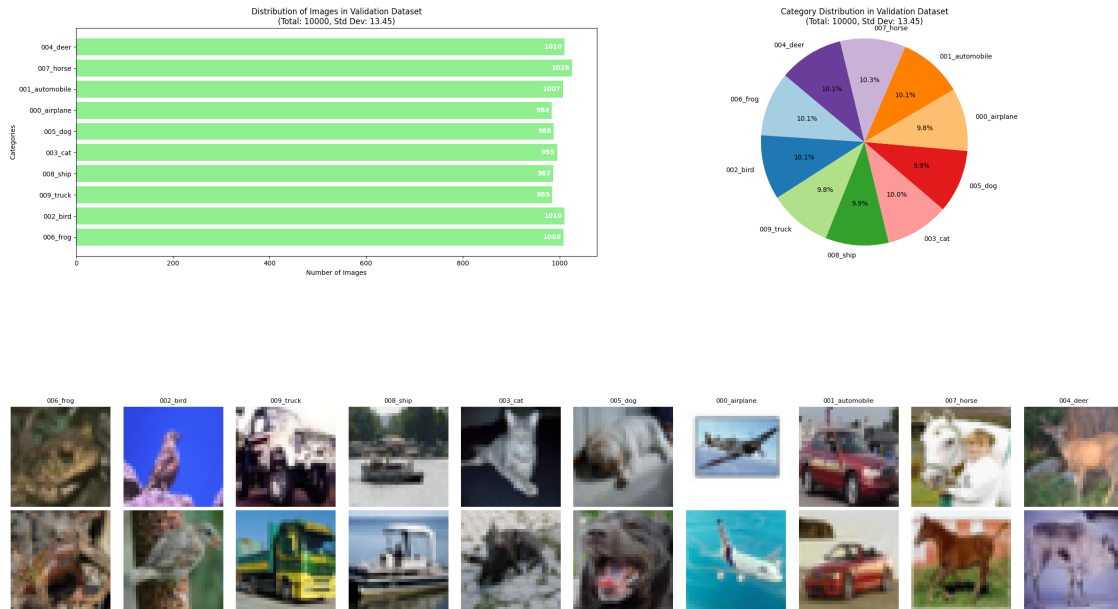 Distribution of Images in Validation Dataset
(Total: 10000, Std Dev: 13.45)
Categories
004_deer 1010
007_horse 1026
001_automobile 1007
000_airplane 984
005_dog 988
003_cat 995
008_ship 987
009_truck 985
002_bird 1010
006_frog 1008
0 200 400 600 800 1000
Number of Images
Category Distribution in Validation Dataset
(Total: 10000, Std Dev: 13.45)
007_horse
10.3%
004_deer
10.1%
001_automobile
10.1%
006_frog
10.1%
000_airplane
9.8%
002_bird
10.1%
005_dog
9.9%
009_truck
9.8%
008_ship
9.9%
003_cat
10.0%
006_frog 002_bird 009_truck 008_ship 003_cat 005_dog 000_airplane 001_automobile 007_horse 004_deer